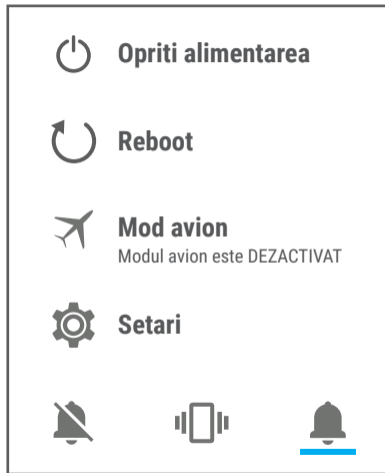 Opriti alimentarea
Reboot
Mod avion
Modul avion este DEZACTIVAT
Setari